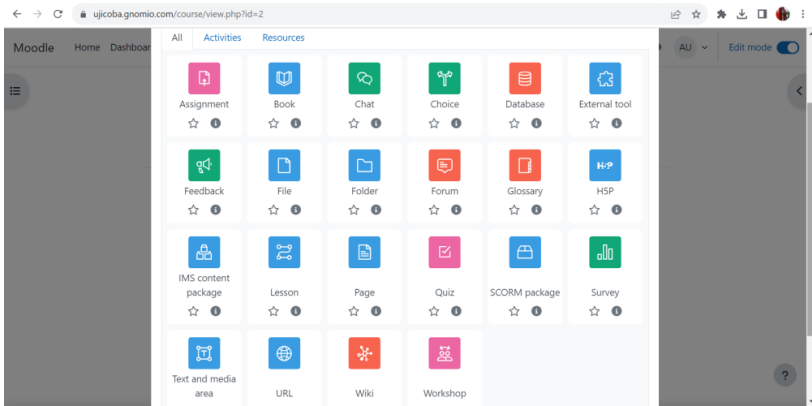 ujicoba.gnomio.com/course/view.php?id=2
Moodle Home Dashboar AU Edit mode
All Activities Resources
Assignment Book Chat Choice Database External tool
Feedback File Folder Forum Glossary H5P
H-P
IMS content
package Lesson Page Quiz SCORM package Survey
Text and media
area URL Wiki Workshop
?